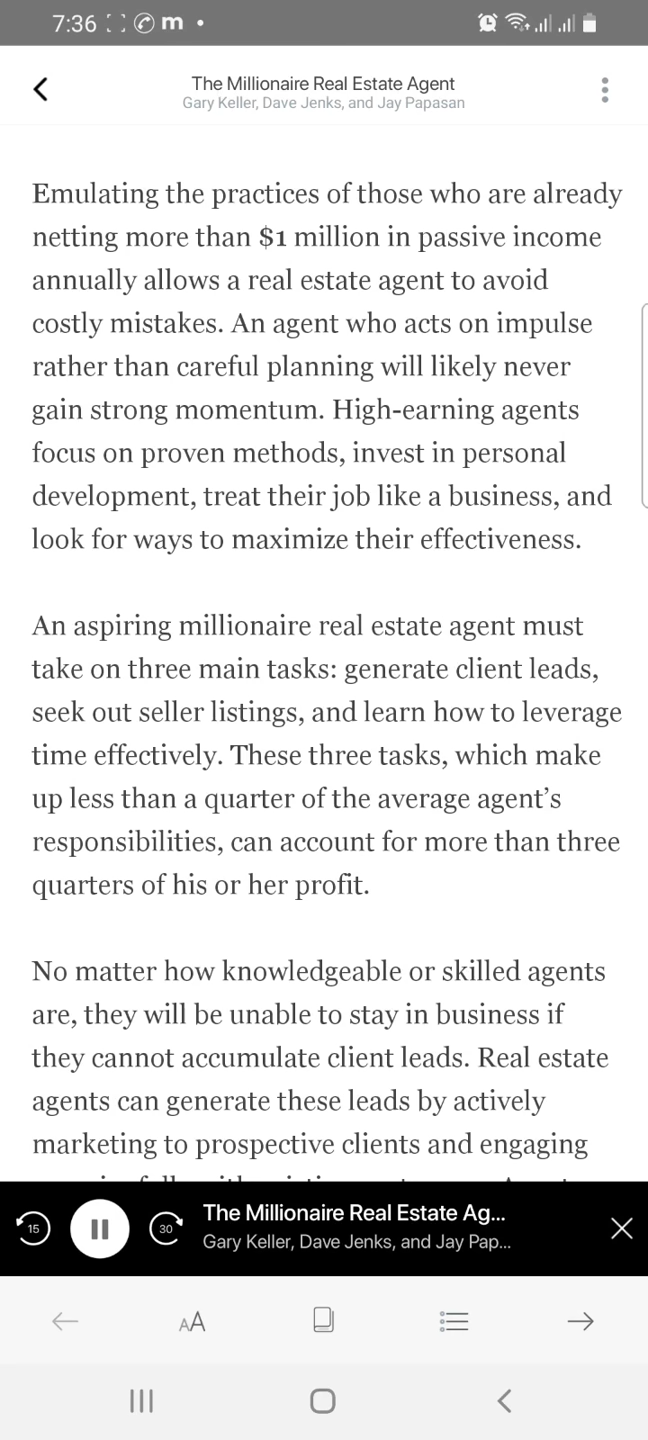 7:36 m
The Millionaire Real Estate Agent
Gary Keller, Dave Jenks, and Jay Papasan
Emulating the practices of those who are already
netting more than $1 million in passive income
annually allows a real estate agent to avoid
costly mistakes. An agent who acts on impulse
rather than careful planning will likely never
gain strong momentum. High-earning agents
focus on proven methods, invest in personal
development, treat their job like a business, and
look for ways to maximize their effectiveness.
An aspiring millionaire real estate agent must
take on three main tasks: generate client leads,
seek out seller listings, and learn how to leverage
time effectively. These three tasks, which make
up less than a quarter of the average agent’s
responsibilities, can account for more than three
quarters of his or her profit.
No matter how knowledgeable or skilled agents
are, they will be unable to stay in business if
they cannot accumulate client leads. Real estate
agents can generate these leads by actively
marketing to prospective clients and engaging
15
30
The Millionaire Real Estate Ag...
Gary Keller, Dave Jenks, and Jay Pap...
AA